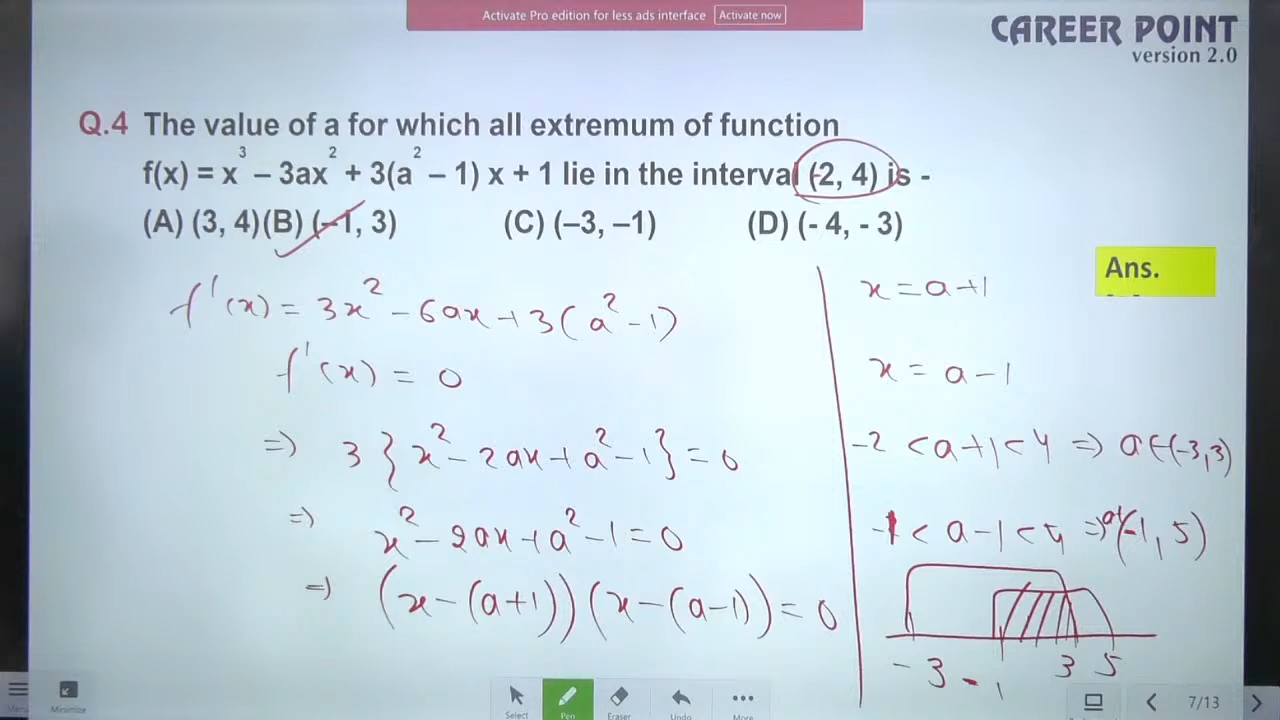 Activate Pro edition for less ads interface Activate now
CAREER POINT
version 2.0
Q.4 The value of a for which all extremum of function
f(x) = x³ – 3ax² + 3(a² – 1) x + 1 lie in the interval (-2, 4) is -
(A) (3, 4)(B) (–1, 3) (C) (–3, –1) (D) (- 4, - 3)
Ans.
f'(x) = 3x² - 6ax + 3(a² - 1)
f'(x) = 0
=> 3 { x² - 2ax + a² - 1 } = 0
=> x² - 2ax + a² - 1 = 0
=> (x - (a+1)) (x - (a-1)) = 0
x = a+1
x = a-1
-2 < a+1 < 4 => a ∈ (-3, 3)
< a-1 < 4 => a ∈ (-1, 5)
-3 -1 3 5
Menu Minimize Select Pen Eraser Undo More 7/13